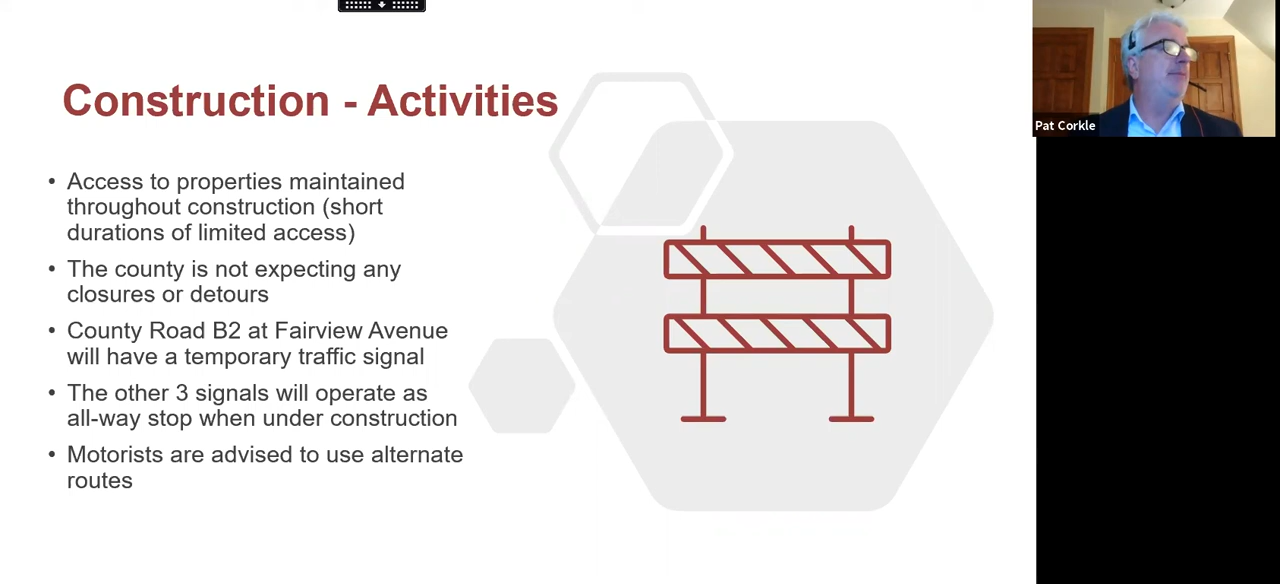 Construction - Activities
• Access to properties maintained
throughout construction (short
durations of limited access)
• The county is not expecting any
closures or detours
• County Road B2 at Fairview Avenue
will have a temporary traffic signal
• The other 3 signals will operate as
all-way stop when under construction
• Motorists are advised to use alternate
routes
Pat Corkle